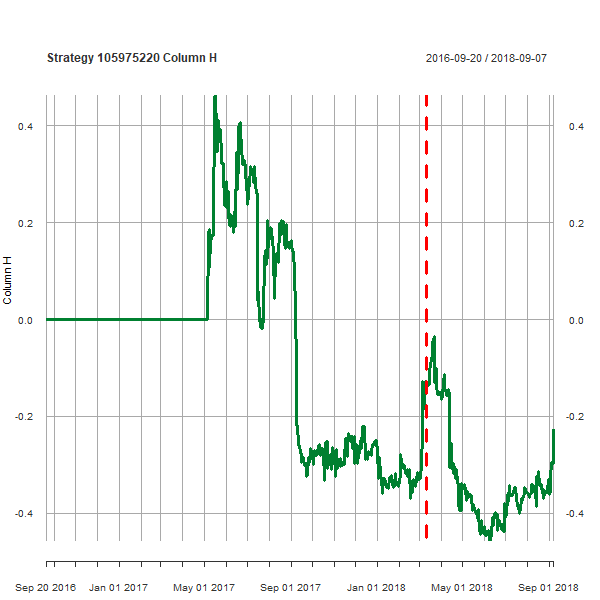 Strategy 105975220 Column H
2016-09-20 / 2018-09-07
0.4 0.4
0.2 0.2
0.0 0.0
-0.2 -0.2
-0.4 -0.4
Column H
Sep 20 2016 Jan 01 2017 May 01 2017 Sep 01 2017 Jan 01 2018 May 01 2018 Sep 01 2018